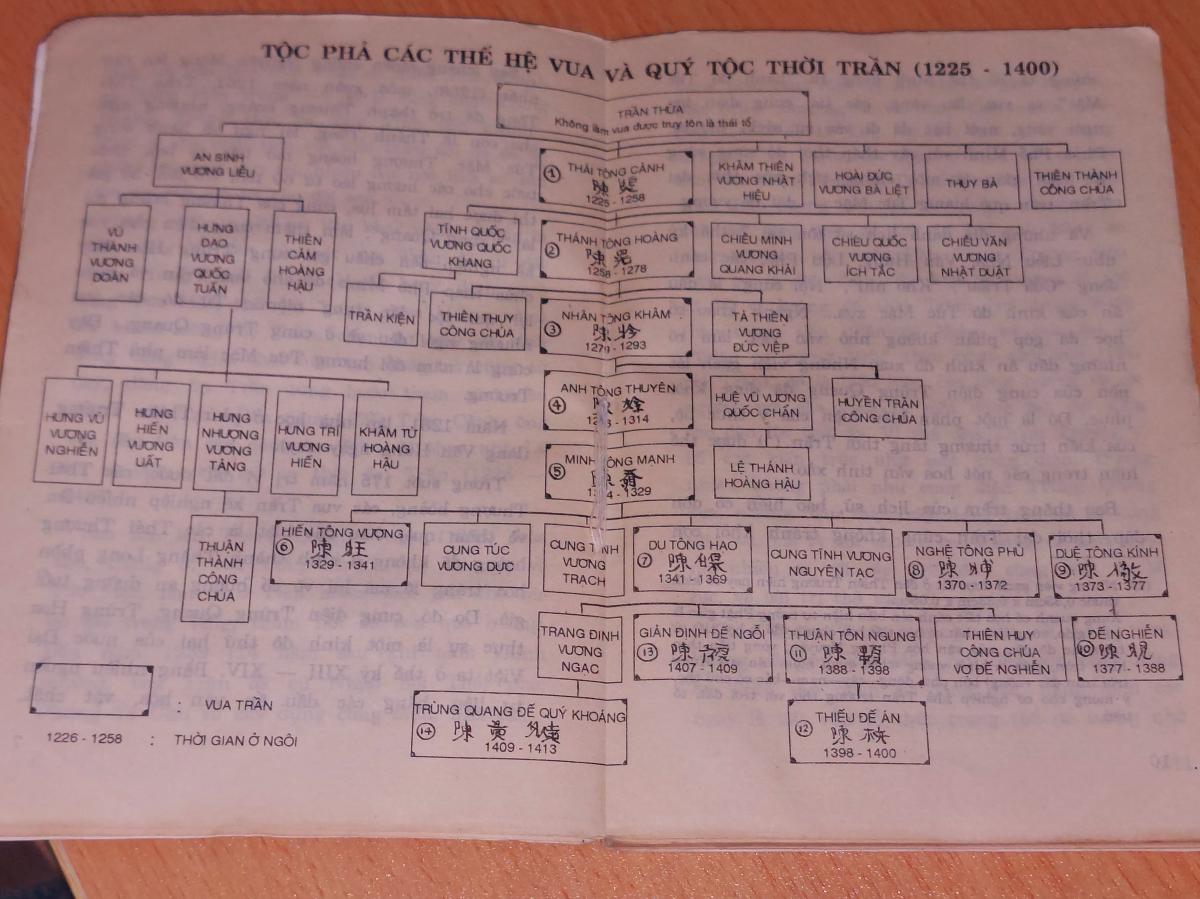 TỘC PHẢ CÁC THẾ HỆ VUA VÀ QUÝ TỘC THỜI TRẦN (1225 - 1400)
TRẦN THỪA
Không làm vua được truy tôn là thái tổ
AN SINH
VƯƠNG LIỄU
① THÁI TÔNG CẢNH
陳
1225 - 1258
KHÂM THIÊN
VƯƠNG NHẬT
HIỆU
HOÀI ĐỨC
VƯƠNG BÀ LIỆT
THỤY BÀ
THIÊN THÀNH
CÔNG CHÚA
VŨ
THÀNH
VƯƠNG
DOÃN
HƯNG
ĐẠO
VƯƠNG
QUỐC
TUẤN
THIÊN
CẢM
HOÀNG
HẬU
TĨNH QUỐC
VƯƠNG QUỐC
KHANG
② THÁNH TÔNG HOÀNG
陳晃
1258 - 1278
CHIÊU MINH
VƯƠNG
QUANG KHẢI
CHIÊU QUỐC
VƯƠNG
ÍCH TẮC
CHIÊU VĂN
VƯƠNG
NHẬT DUẬT
TRẦN KIỆN
THIÊN THỤY
CÔNG CHÚA
③ NHÂN TÔNG KHÂM
陳昑
1279 - 1293
TẢ THIÊN
VƯƠNG
ĐỨC VIỆP
HƯNG VŨ
VƯƠNG
NGHIỄN
HƯNG
HIẾN
VƯƠNG
UẤT
HƯNG
NHƯỢNG
VƯƠNG
TẢNG
HƯNG TRÍ
VƯƠNG
HIỂN
KHÂM TỪ
HOÀNG
HẬU
④ ANH TÔNG THUYÊN
陳
- 1314
HUỆ VŨ VƯƠNG
QUỐC CHẨN
HUYỀN TRÂN
CÔNG CHÚA
⑤ MINH TÔNG MẠNH
陳奣
- 1329
LỆ THÁNH
HOÀNG HẬU
THUẬN
THÀNH
CÔNG
CHÚA
⑥ HIẾN TÔNG VƯỢNG
陳旺
1329 - 1341
CUNG TÚC
VƯƠNG DỤC
CUNG TĨNH
VƯƠNG
TRẠCH
⑦ DU TÔNG HẠO
陳暭
1341 - 1369
CUNG TĨNH VƯƠNG
NGUYÊN TẠC
⑧ NGHỆ TÔNG PHỦ
陳
1370 - 1372
⑨ DUỆ TÔNG KÍNH
陳
1373 - 1377
TRANG ĐỊNH
VƯƠNG
NGẠC
GIẢN ĐỊNH ĐẾ NGỖI
⑬ 陳
1407 - 1409
THUẬN TÔN NGUNG
⑪ 陳顒
1388 - 1398
THIÊN HUY
CÔNG CHÚA
VỢ ĐẾ NGHIỄN
ĐẾ NGHIỄN
⑩ 陳晛
1377 - 1388
TRÙNG QUANG ĐẾ QUÝ KHOÁNG
⑭ 陳
1409 - 1413
THIẾU ĐẾ ÁN
⑫ 陳
1398 - 1400
: VUA TRẦN
1226 - 1258 : THỜI GIAN Ở NGÔI